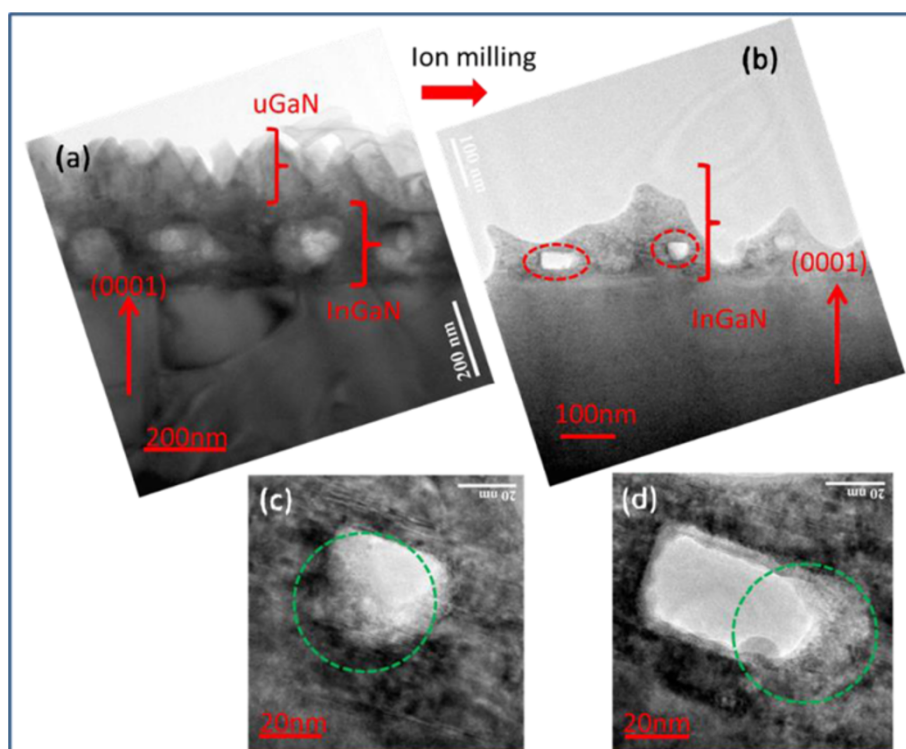 Ion milling
(b)
uGaN
(a)
100 nm
(0001)
(0001)
InGaN
InGaN
200 nm
200nm
100nm
(c)
20 nm
(d)
20 nm
20nm
20nm